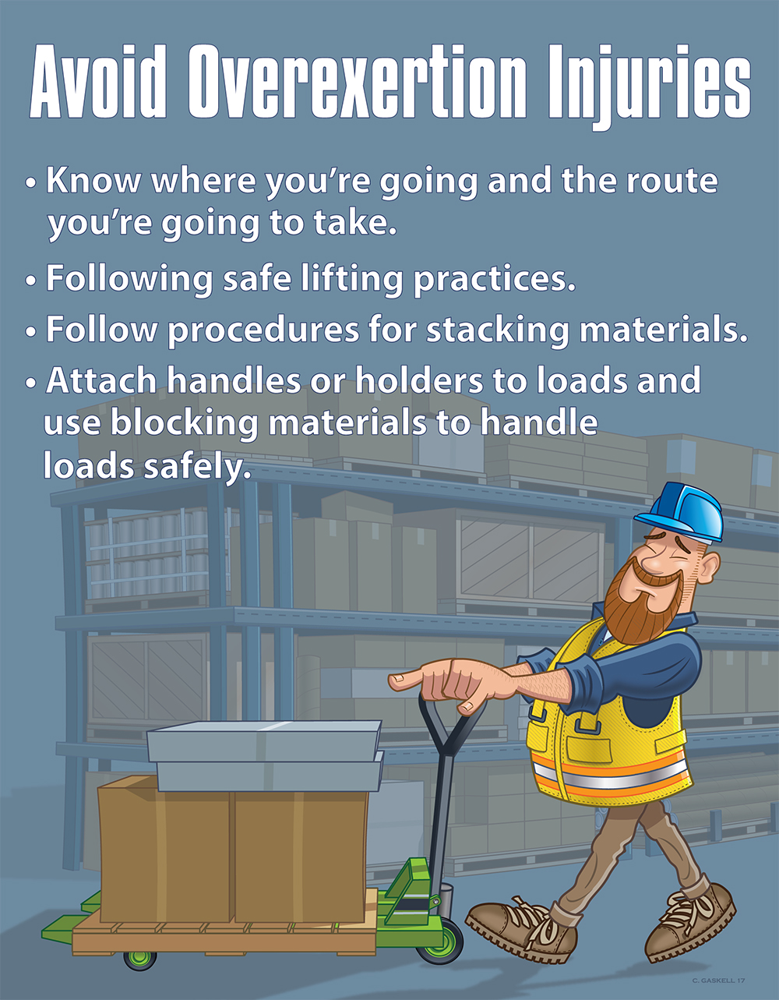 Avoid Overexertion Injuries
• Know where you’re going and the route
you’re going to take.
• Following safe lifting practices.
• Follow procedures for stacking materials.
• Attach handles or holders to loads and
use blocking materials to handle
loads safely.
C. GASKELL 17